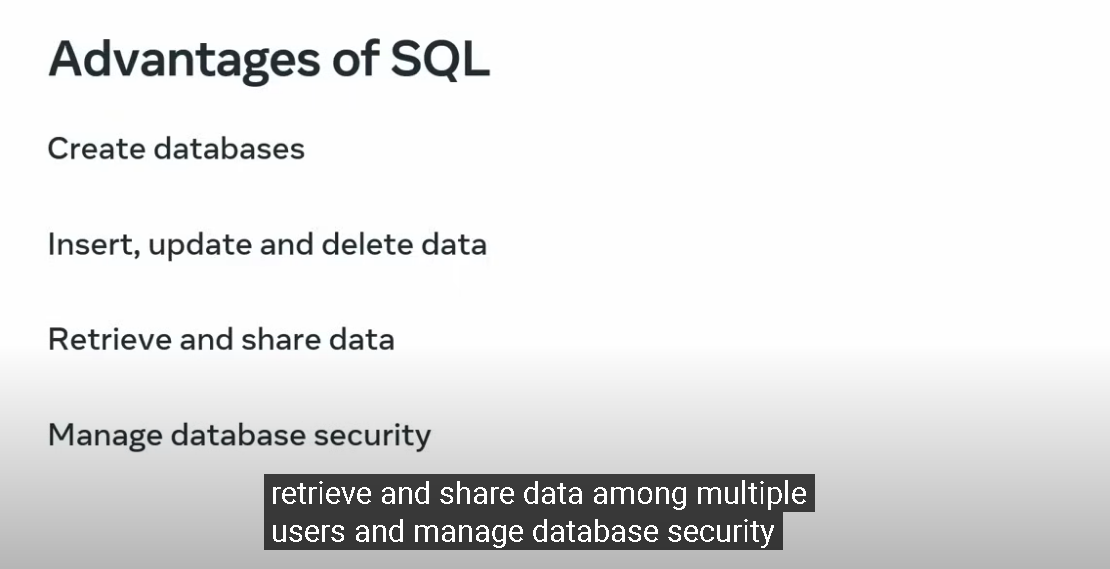 Advantages of SQL
Create databases
Insert, update and delete data
Retrieve and share data
Manage database security
retrieve and share data among multiple
users and manage database security